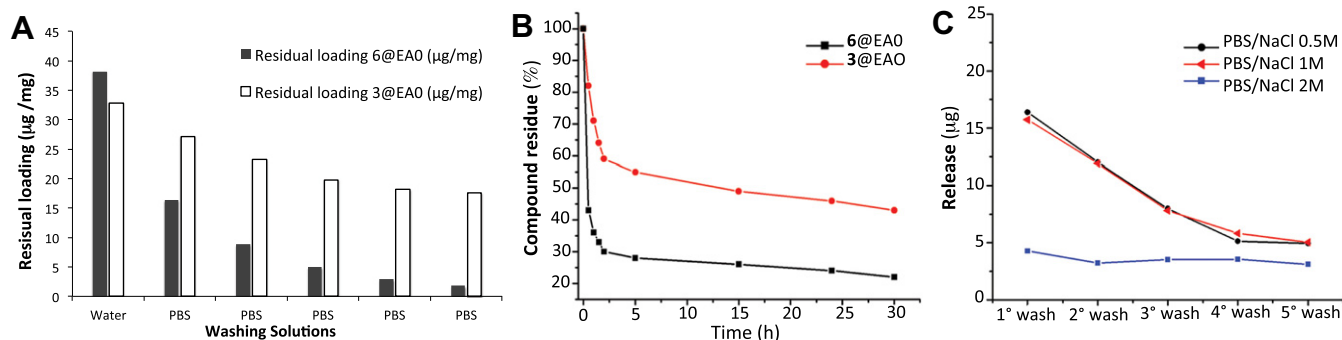 A
Resisual loading (µg /mg)
45
40
35
30
25
20
15
10
5
0
Residual loading 6@EA0 (µg/mg)
Residual loading 3@EA0 (µg/mg)
Water PBS PBS PBS PBS PBS
Washing Solutions
B
Compound residue (%)
100
90
80
70
60
50
40
30
20
6@EA0
3@EAO
0 5 10 15 20 25 30
Time (h)
C
Release (µg)
25
20
15
10
5
0
PBS/NaCl 0.5M
PBS/NaCl 1M
PBS/NaCl 2M
1° wash 2° wash 3° wash 4° wash 5° wash